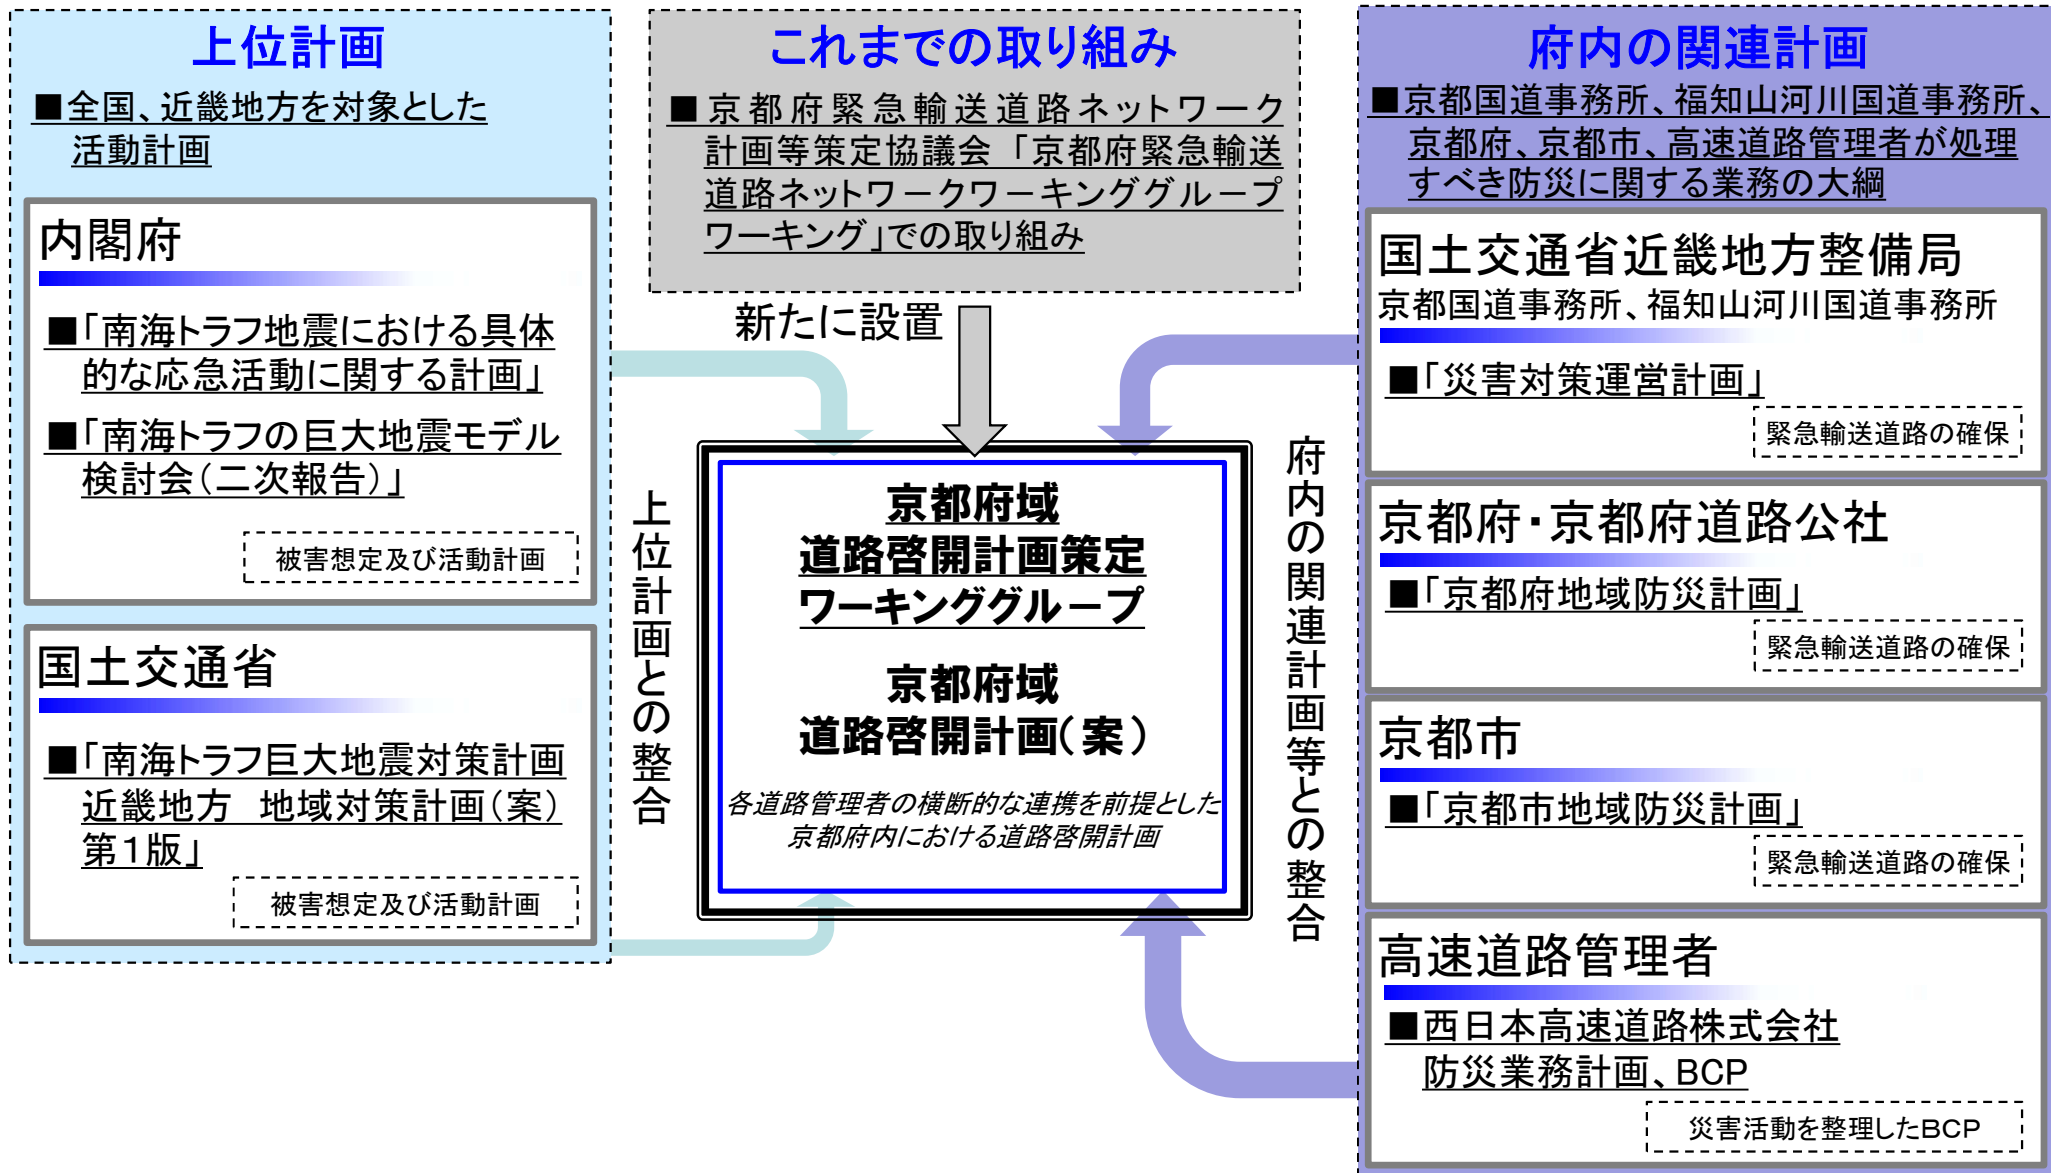 上位計画
■全国、近畿地方を対象とした
活動計画
内閣府
■「南海トラフ地震における具体
的な応急活動に関する計画」
■「南海トラフの巨大地震モデル
検討会(二次報告)」
被害想定及び活動計画
国土交通省
■「南海トラフ巨大地震対策計画
近畿地方　地域対策計画(案)
第1版」
被害想定及び活動計画
上位計画との整合
これまでの取り組み
■京都府緊急輸送道路ネットワーク
計画等策定協議会「京都府緊急輸送
道路ネットワークワーキンググループ
ワーキング」での取り組み
新たに設置
京都府域
道路啓開計画策定
ワーキンググループ
京都府域
道路啓開計画(案)
各道路管理者の横断的な連携を前提とした
京都府内における道路啓開計画
府内の関連計画等との整合
府内の関連計画
■京都国道事務所、福知山河川国道事務所、
京都府、京都市、高速道路管理者が処理
すべき防災に関する業務の大綱
国土交通省近畿地方整備局
京都国道事務所、福知山河川国道事務所
■「災害対策運営計画」
緊急輸送道路の確保
京都府・京都府道路公社
■「京都府地域防災計画」
緊急輸送道路の確保
京都市
■「京都市地域防災計画」
緊急輸送道路の確保
高速道路管理者
■西日本高速道路株式会社
防災業務計画、BCP
災害活動を整理したBCP